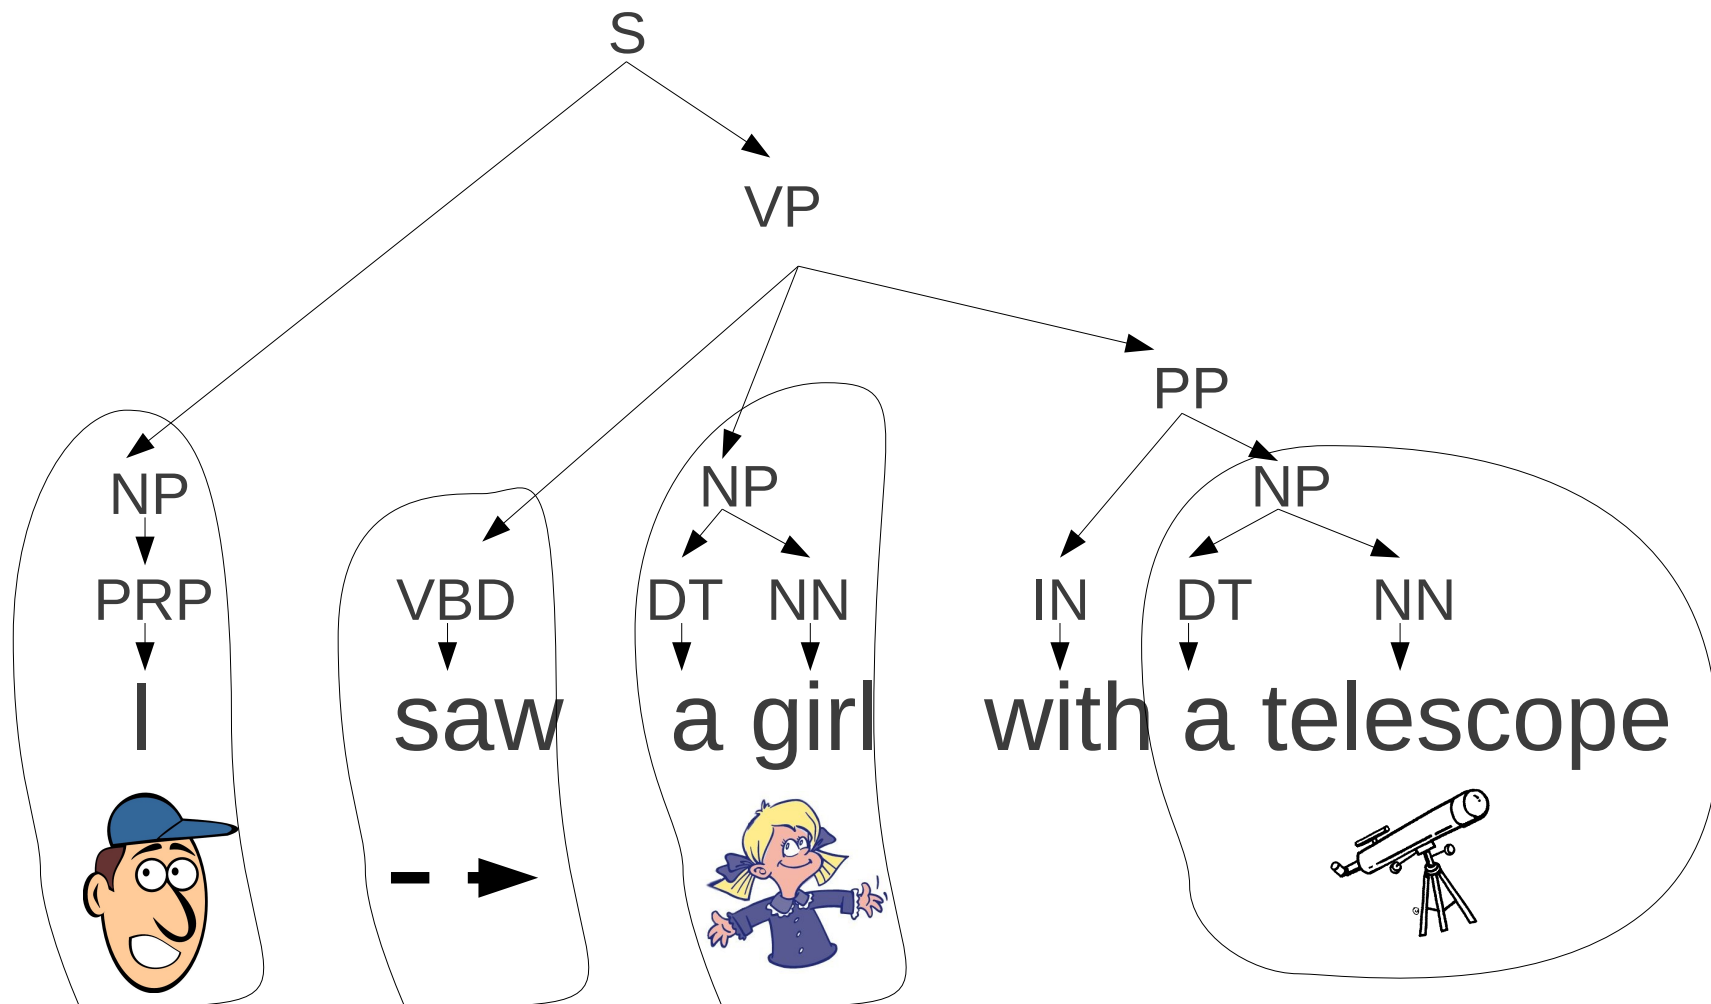 S
VP
PP
NP NP NP
PRP VBD DT NN IN DT NN
I saw a girl with a telescope